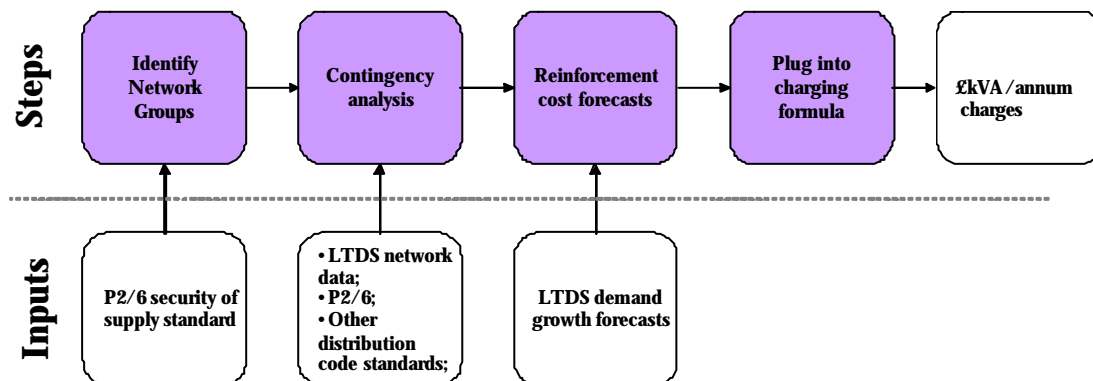 Steps
Identify
Network
Groups
Contingency
analysis
Reinforcement
cost forecasts
Plug into
charging
formula
£kVA/annum
charges
Inputs
P2/6 security of
supply standard
• LTDS network
data;
• P2/6;
• Other
distribution
code standards;
LTDS demand
growth forecasts